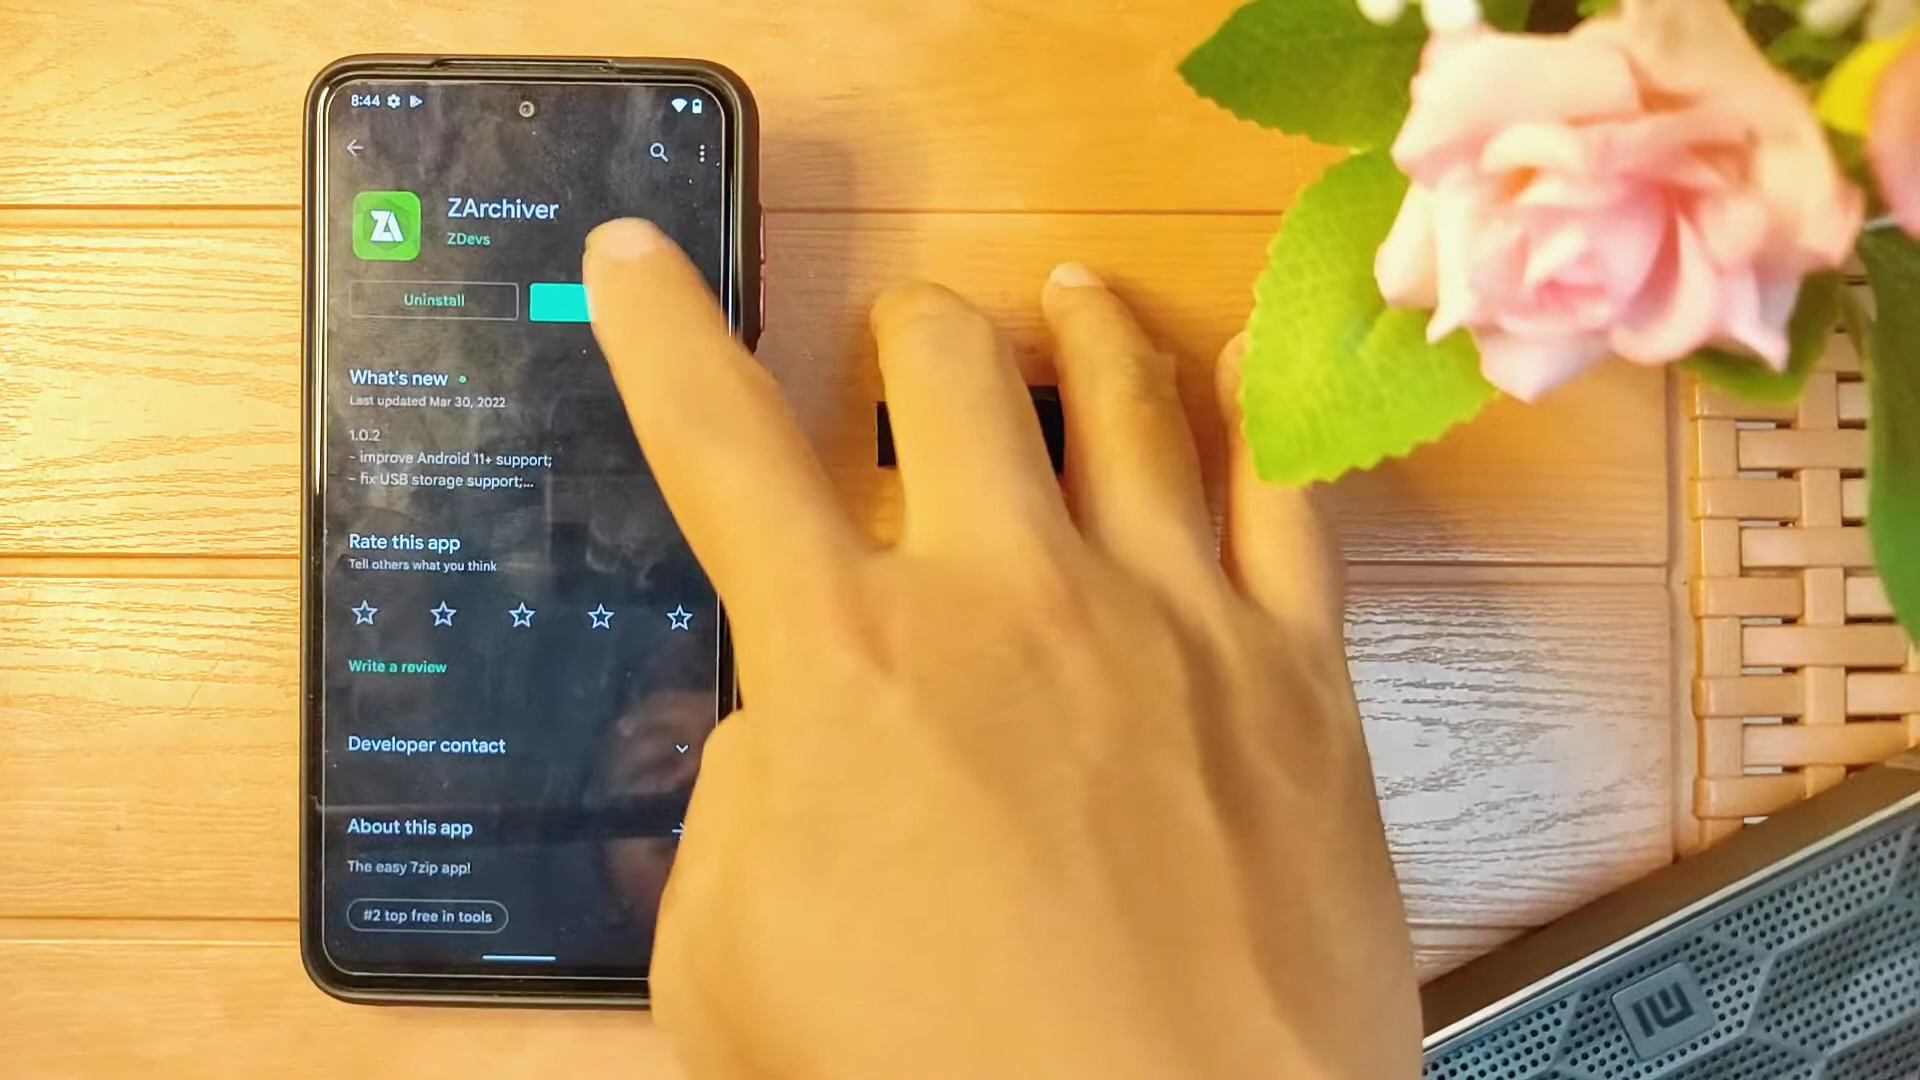 8:44
ZA
ZArchiver
ZDevs
Uninstall
What's new
Last updated Mar 30, 2022
1.0.2
- improve Android 11+ support;
- fix USB storage support;...
Rate this app
Tell others what you think
Write a review
Developer contact
About this app
The easy 7zip app!
#2 top free in tools